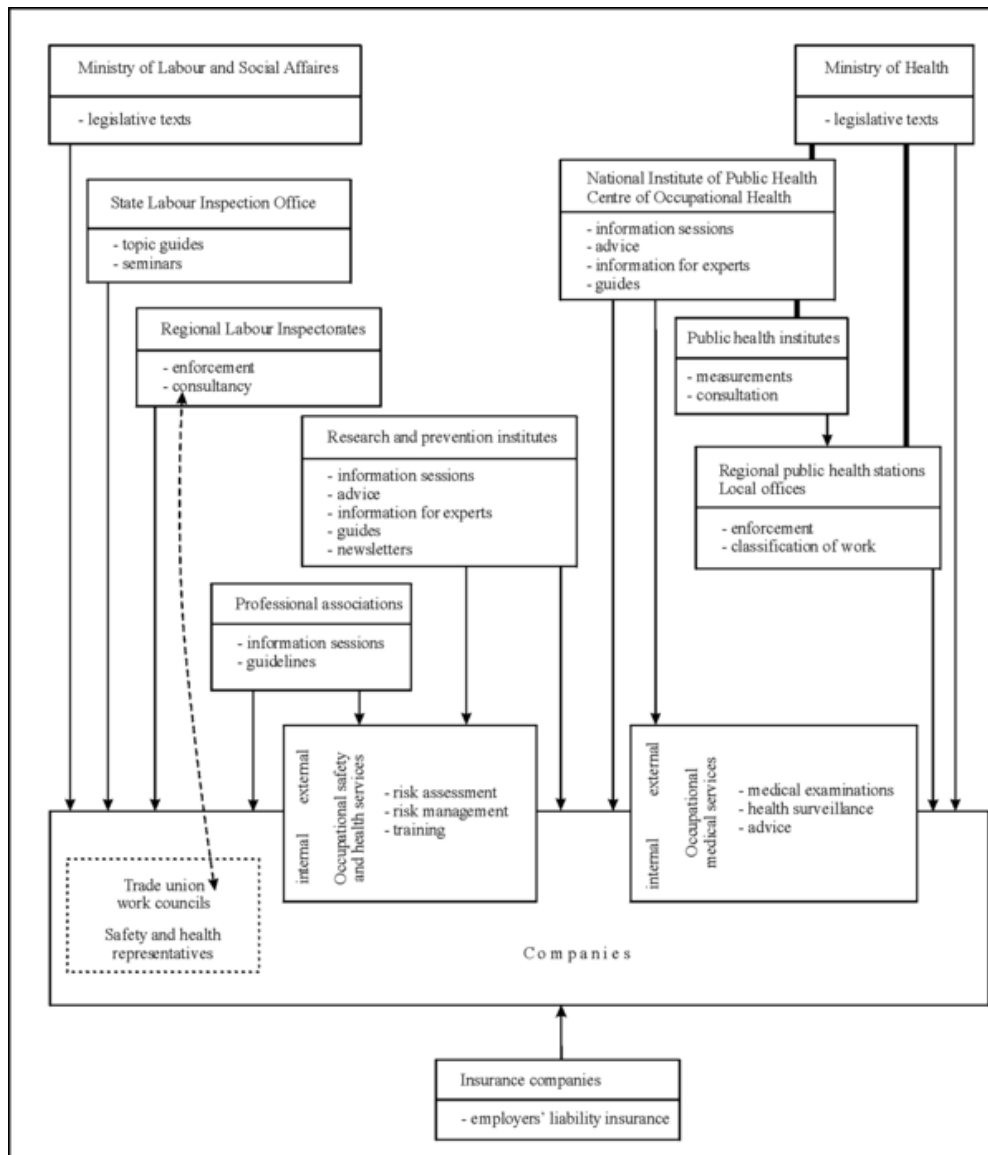 Ministry of Labour and Social Affaires
- legislative texts
Ministry of Health
- legislative texts
State Labour Inspection Office
- topic guides
- seminars
National Institute of Public Health
Centre of Occupational Health
- information sessions
- advice
- information for experts
- guides
Regional Labour Inspectorates
- enforcement
- consultancy
Public health institutes
- measurements
- consultation
Research and prevention institutes
- information sessions
- advice
- information for experts
- guides
- newsletters
Regional public health stations
Local offices
- enforcement
- classification of work
Professional associations
- information sessions
- guidelines
internal external
Occupational safety
and health services
- risk assessment
- risk management
- training
internal external
Occupational
medical services
- medical examinations
- health surveillance
- advice
Trade union
work councils
Safety and health
representatives
Companies
Insurance companies
- employers' liability insurance